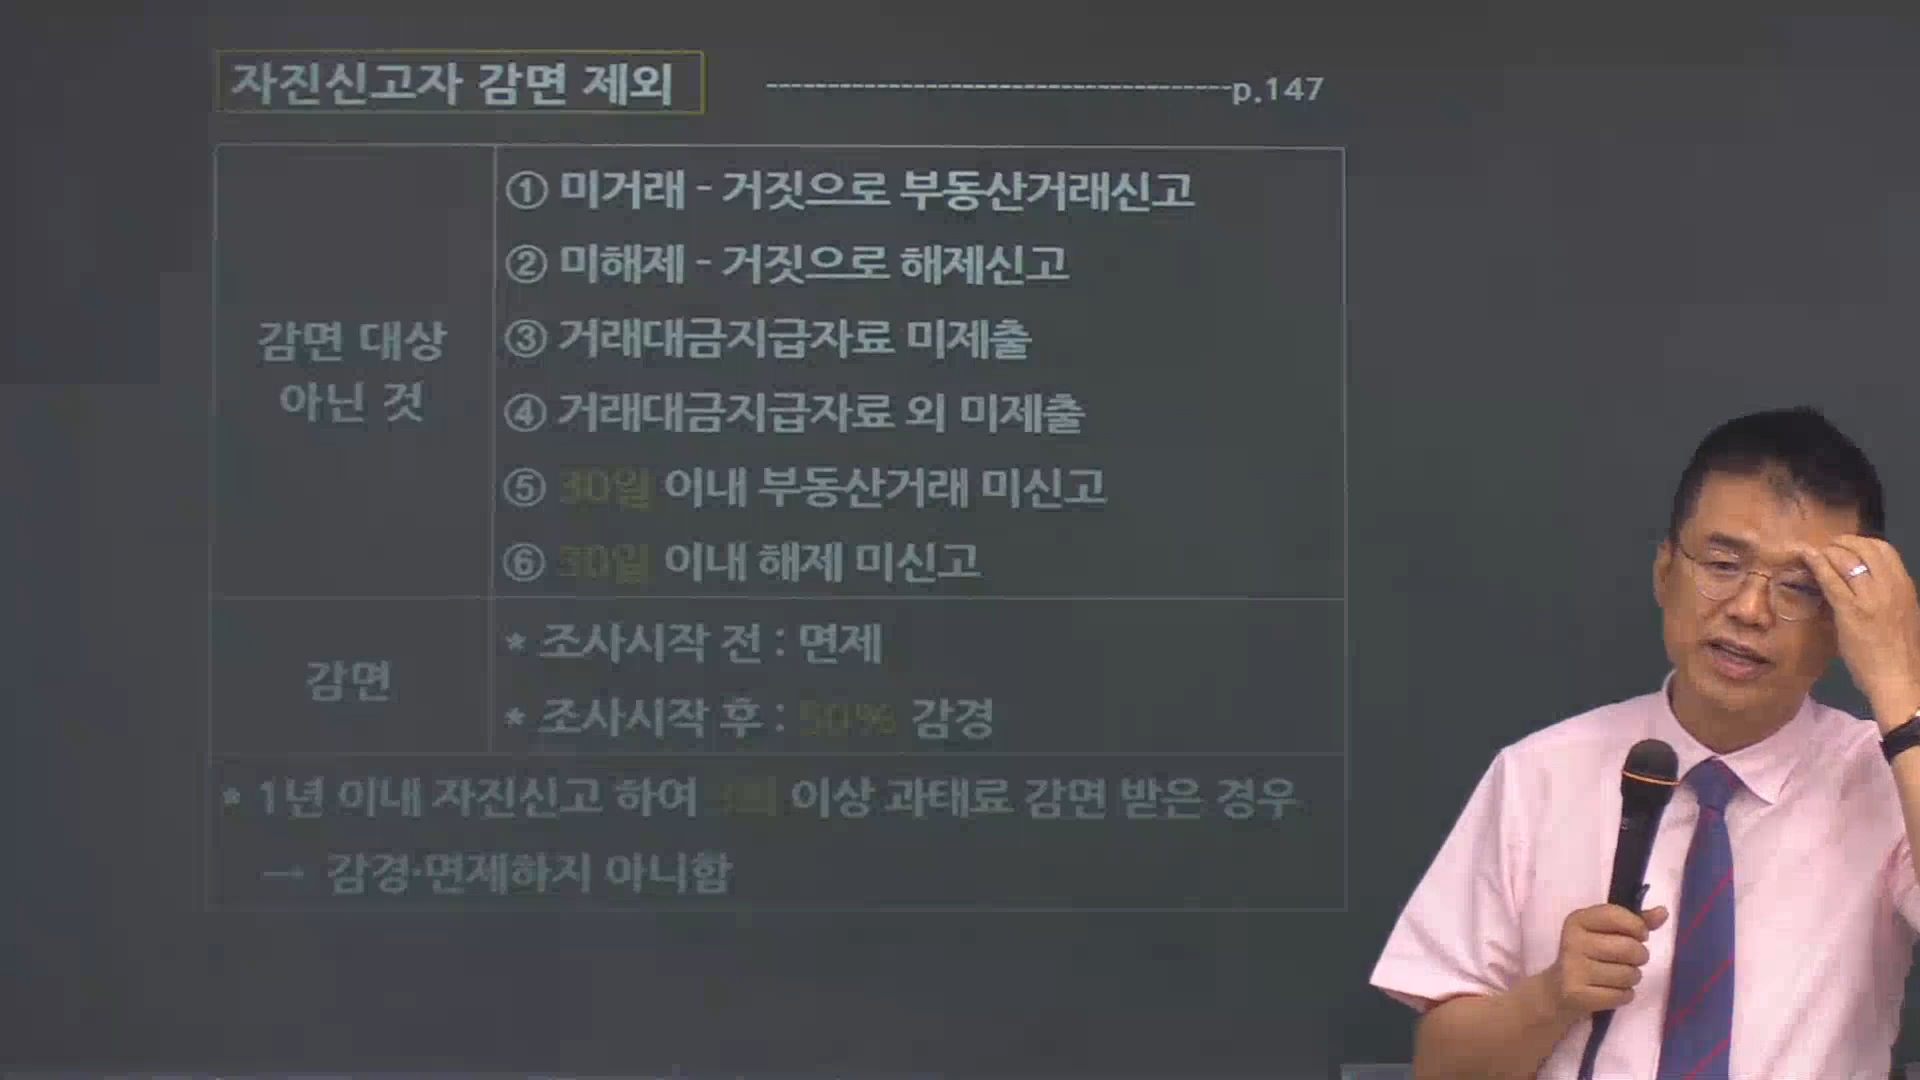 자진신고자 감면 제외 --------------------------------------p.147
감면 대상
아닌 것
① 미거래 - 거짓으로 부동산거래신고
② 미해제 - 거짓으로 해제신고
③ 거래대금지급자료 미제출
④ 거래대금지급자료 외 미제출
⑤ 30일 이내 부동산거래 미신고
⑥ 30일 이내 해제 미신고
감면
* 조사시작 전 : 면제
* 조사시작 후 : 50% 감경
* 1년 이내 자진신고 하여 이상 과태료 감면 받은 경우
→ 감경·면제하지 아니함